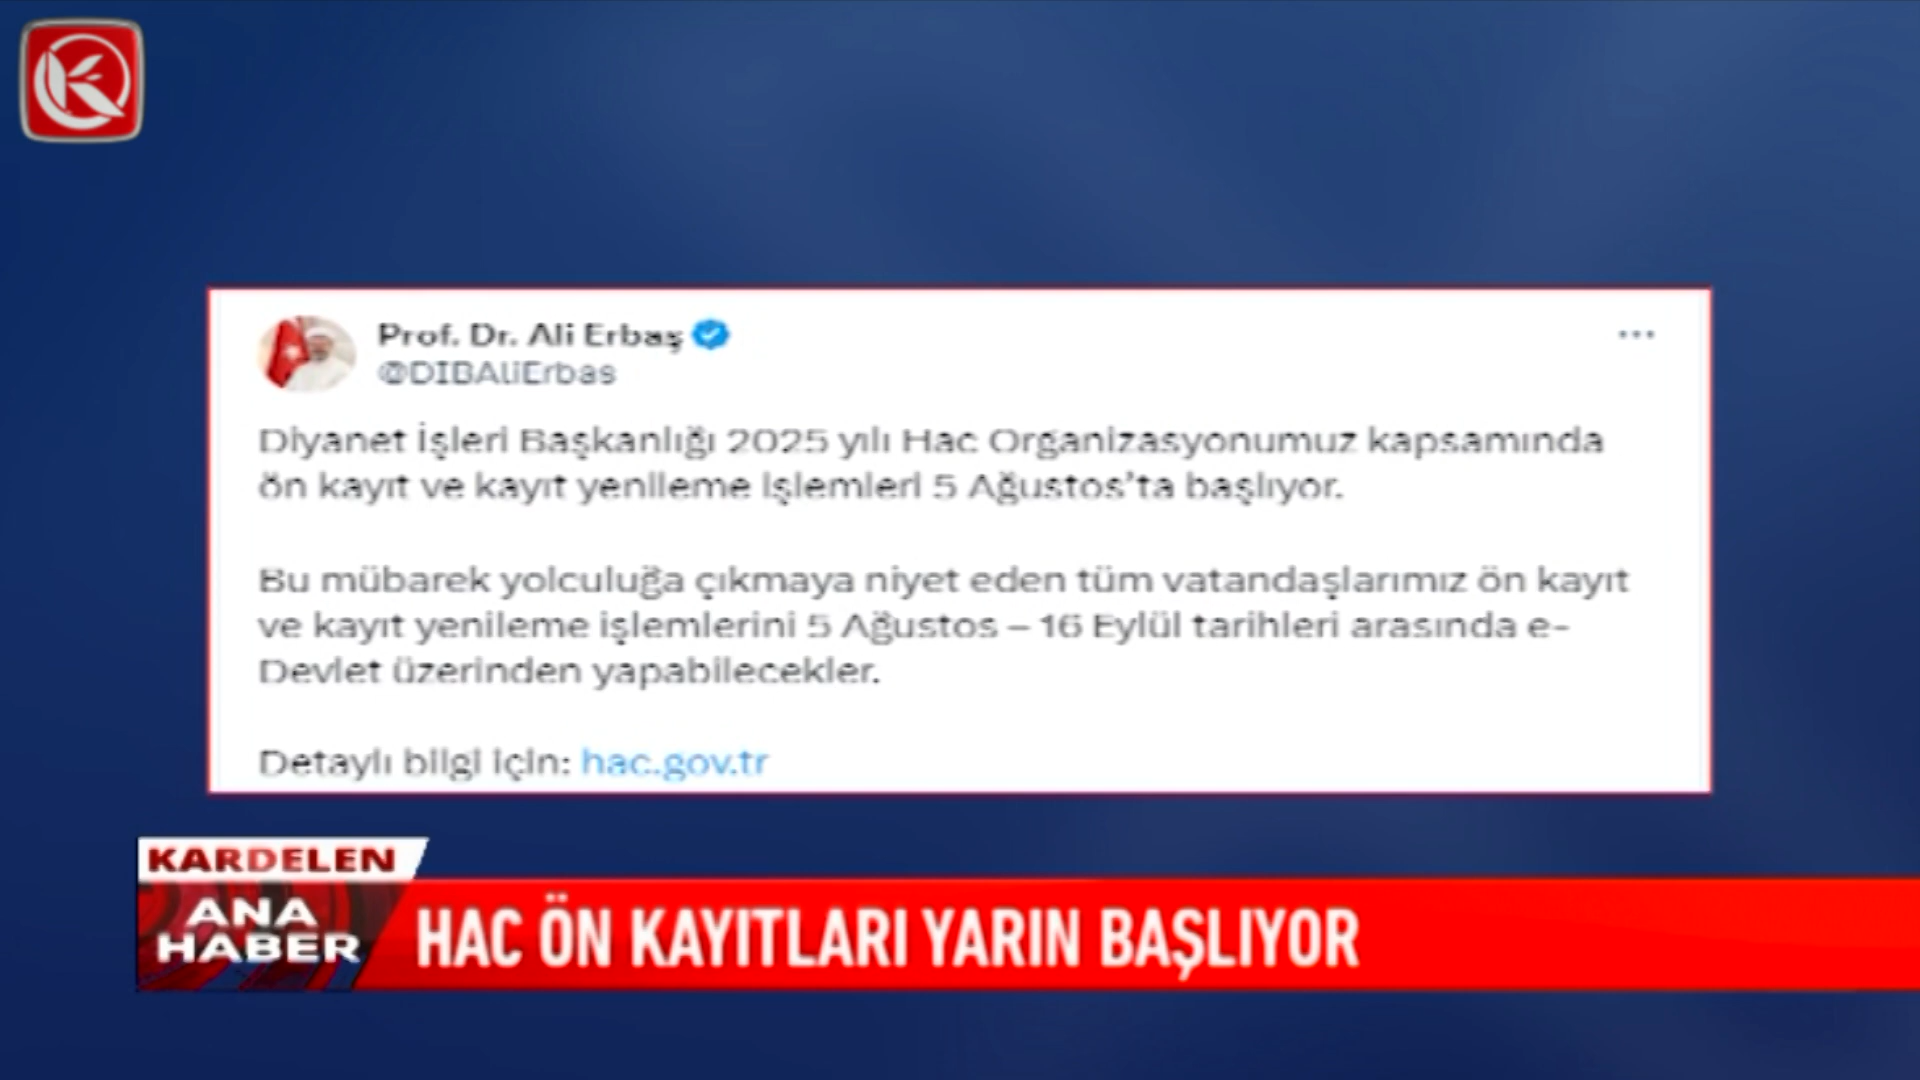 Prof. Dr. Ali Erbaş
@DIBAliErbas
Diyanet İşleri Başkanlığı 2025 yılı Hac Organizasyonumuz kapsamında
ön kayıt ve kayıt yenileme işlemleri 5 Ağustos'ta başlıyor.
Bu mübarek yolculuğa çıkmaya niyet eden tüm vatandaşlarımız ön kayıt
ve kayıt yenileme işlemlerini 5 Ağustos – 16 Eylül tarihleri arasında e-
Devlet üzerinden yapabilecekler.
Detaylı bilgi için: hac.gov.tr
KARDELEN
ANA
HABER
HAC ÖN KAYITLARI YARIN BAŞLIYOR